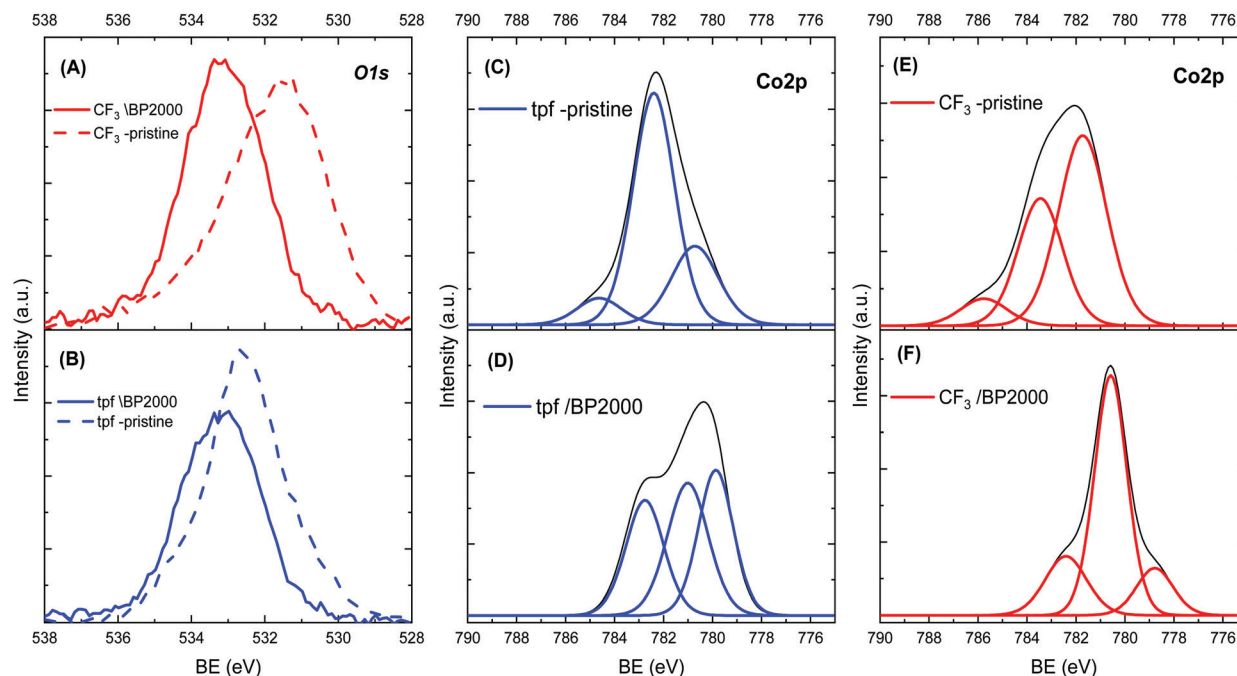 538 536 534 532 530 528
(A)
O1s
CF₃ \BP2000
CF₃ -pristine
(B)
tpf \BP2000
tpf -pristine
Intensity (a.u.)
538 536 534 532 530 528
BE (eV)
790 788 786 784 782 780 778 776
(C)
Co2p
tpf -pristine
(D)
tpf /BP2000
Intensity (a.u.)
790 788 786 784 782 780 778 776
BE (eV)
790 788 786 784 782 780 778 776
(E)
Co2p
CF₃ -pristine
(F)
CF₃ /BP2000
Intensity (a.u.)
790 788 786 784 782 780 778 776
BE (eV)